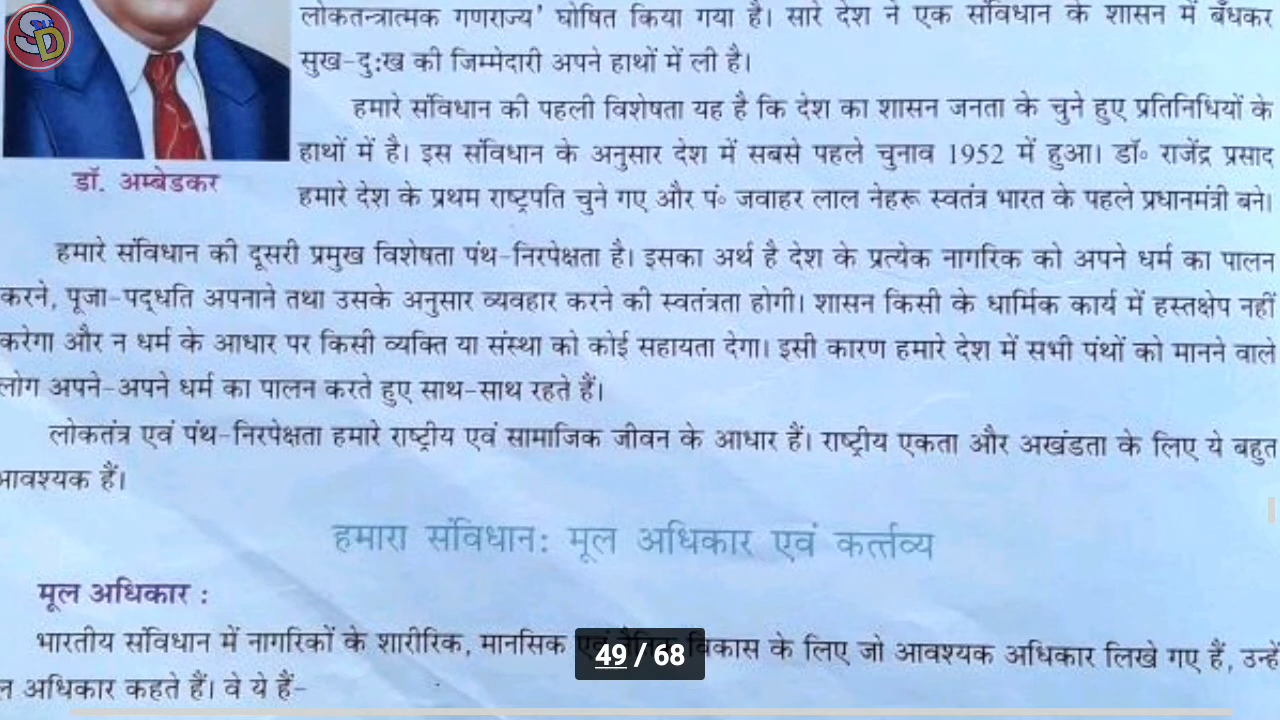 SD
लोकतन्त्रात्मक गणराज्य' घोषित किया गया है। सारे देश ने एक संविधान के शासन में बँधकर
सुख-दुःख की जिम्मेदारी अपने हाथों में ली है।
हमारे संविधान की पहली विशेषता यह है कि देश का शासन जनता के चुने हुए प्रतिनिधियों के
हाथों में है। इस संविधान के अनुसार देश में सबसे पहले चुनाव 1952 में हुआ। डॉ॰ राजेंद्र प्रसाद
डॉ. अम्बेडकर
हमारे देश के प्रथम राष्ट्रपति चुने गए और पं॰ जवाहर लाल नेहरू स्वतंत्र भारत के पहले प्रधानमंत्री बने।
हमारे संविधान की दूसरी प्रमुख विशेषता पंथ-निरपेक्षता है। इसका अर्थ है देश के प्रत्येक नागरिक को अपने धर्म का पालन
करने, पूजा-पद्धति अपनाने तथा उसके अनुसार व्यवहार करने की स्वतंत्रता होगी। शासन किसी के धार्मिक कार्य में हस्तक्षेप नहीं
करेगा और न धर्म के आधार पर किसी व्यक्ति या संस्था को कोई सहायता देगा। इसी कारण हमारे देश में सभी पंथों को मानने वाले
लोग अपने-अपने धर्म का पालन करते हुए साथ-साथ रहते हैं।
लोकतंत्र एवं पंथ-निरपेक्षता हमारे राष्ट्रीय एवं सामाजिक जीवन के आधार हैं। राष्ट्रीय एकता और अखंडता के लिए ये बहुत
आवश्यक हैं।
हमारा संविधान: मूल अधिकार एवं कर्त्तव्य
मूल अधिकार :
भारतीय संविधान में नागरिकों के शारीरिक, मानसिक एवं विकास के लिए जो आवश्यक अधिकार लिखे गए हैं, उन्हें
अधिकार कहते हैं। वे ये हैं-
49 / 68